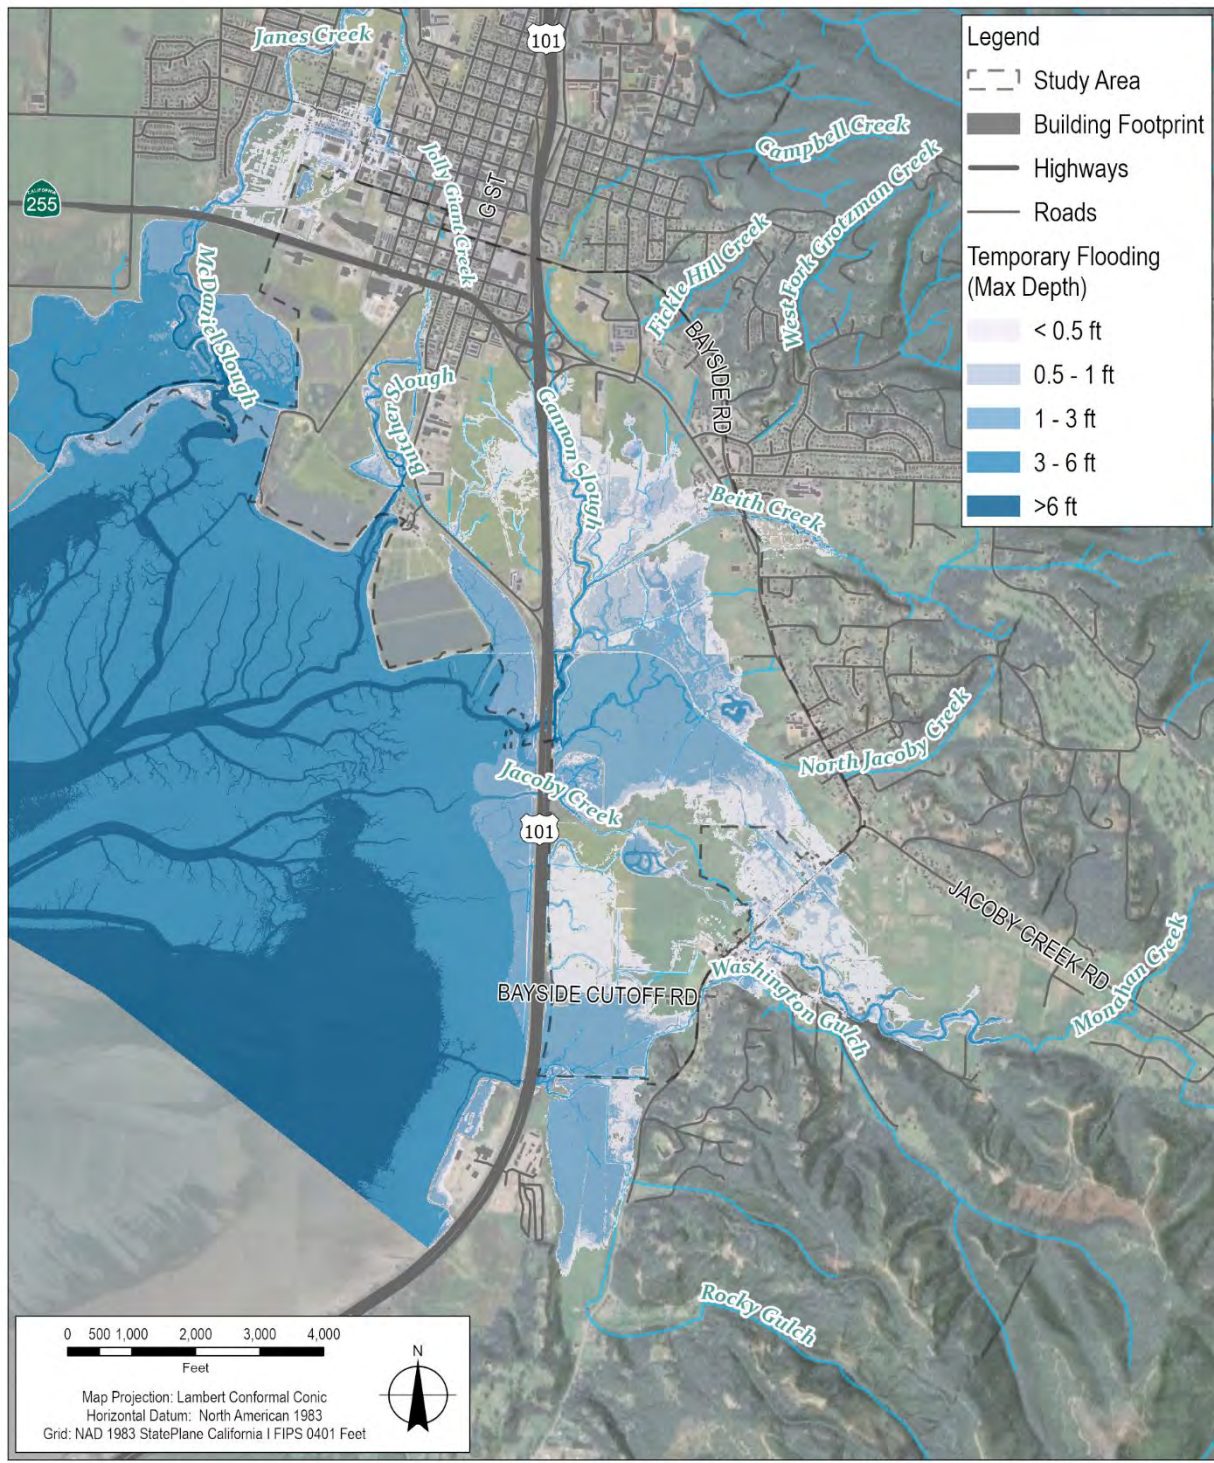 Janes Creek
101
Legend
Study Area
Building Footprint
Highways
Roads
Temporary Flooding
(Max Depth)
< 0.5 ft
0.5 - 1 ft
1 - 3 ft
3 - 6 ft
>6 ft
Campbell Creek
CALIFORNIA
255
Jolly Giant Creek
G ST
West Fork Grotzman Creek
Fickle Hill Creek
McDaniel Slough
BAYSIDE RD
Butchers Slough
Gannon Slough
Beith Creek
North Jacoby Creek
Jacoby Creek
101
JACOBY CREEK RD
Washington Gulch
BAYSIDE CUTOFF RD
Monahan Creek
Rocky Gulch
0 500 1,000 2,000 3,000 4,000
Feet
N
Map Projection: Lambert Conformal Conic
Horizontal Datum: North American 1983
Grid: NAD 1983 StatePlane California I FIPS 0401 Feet